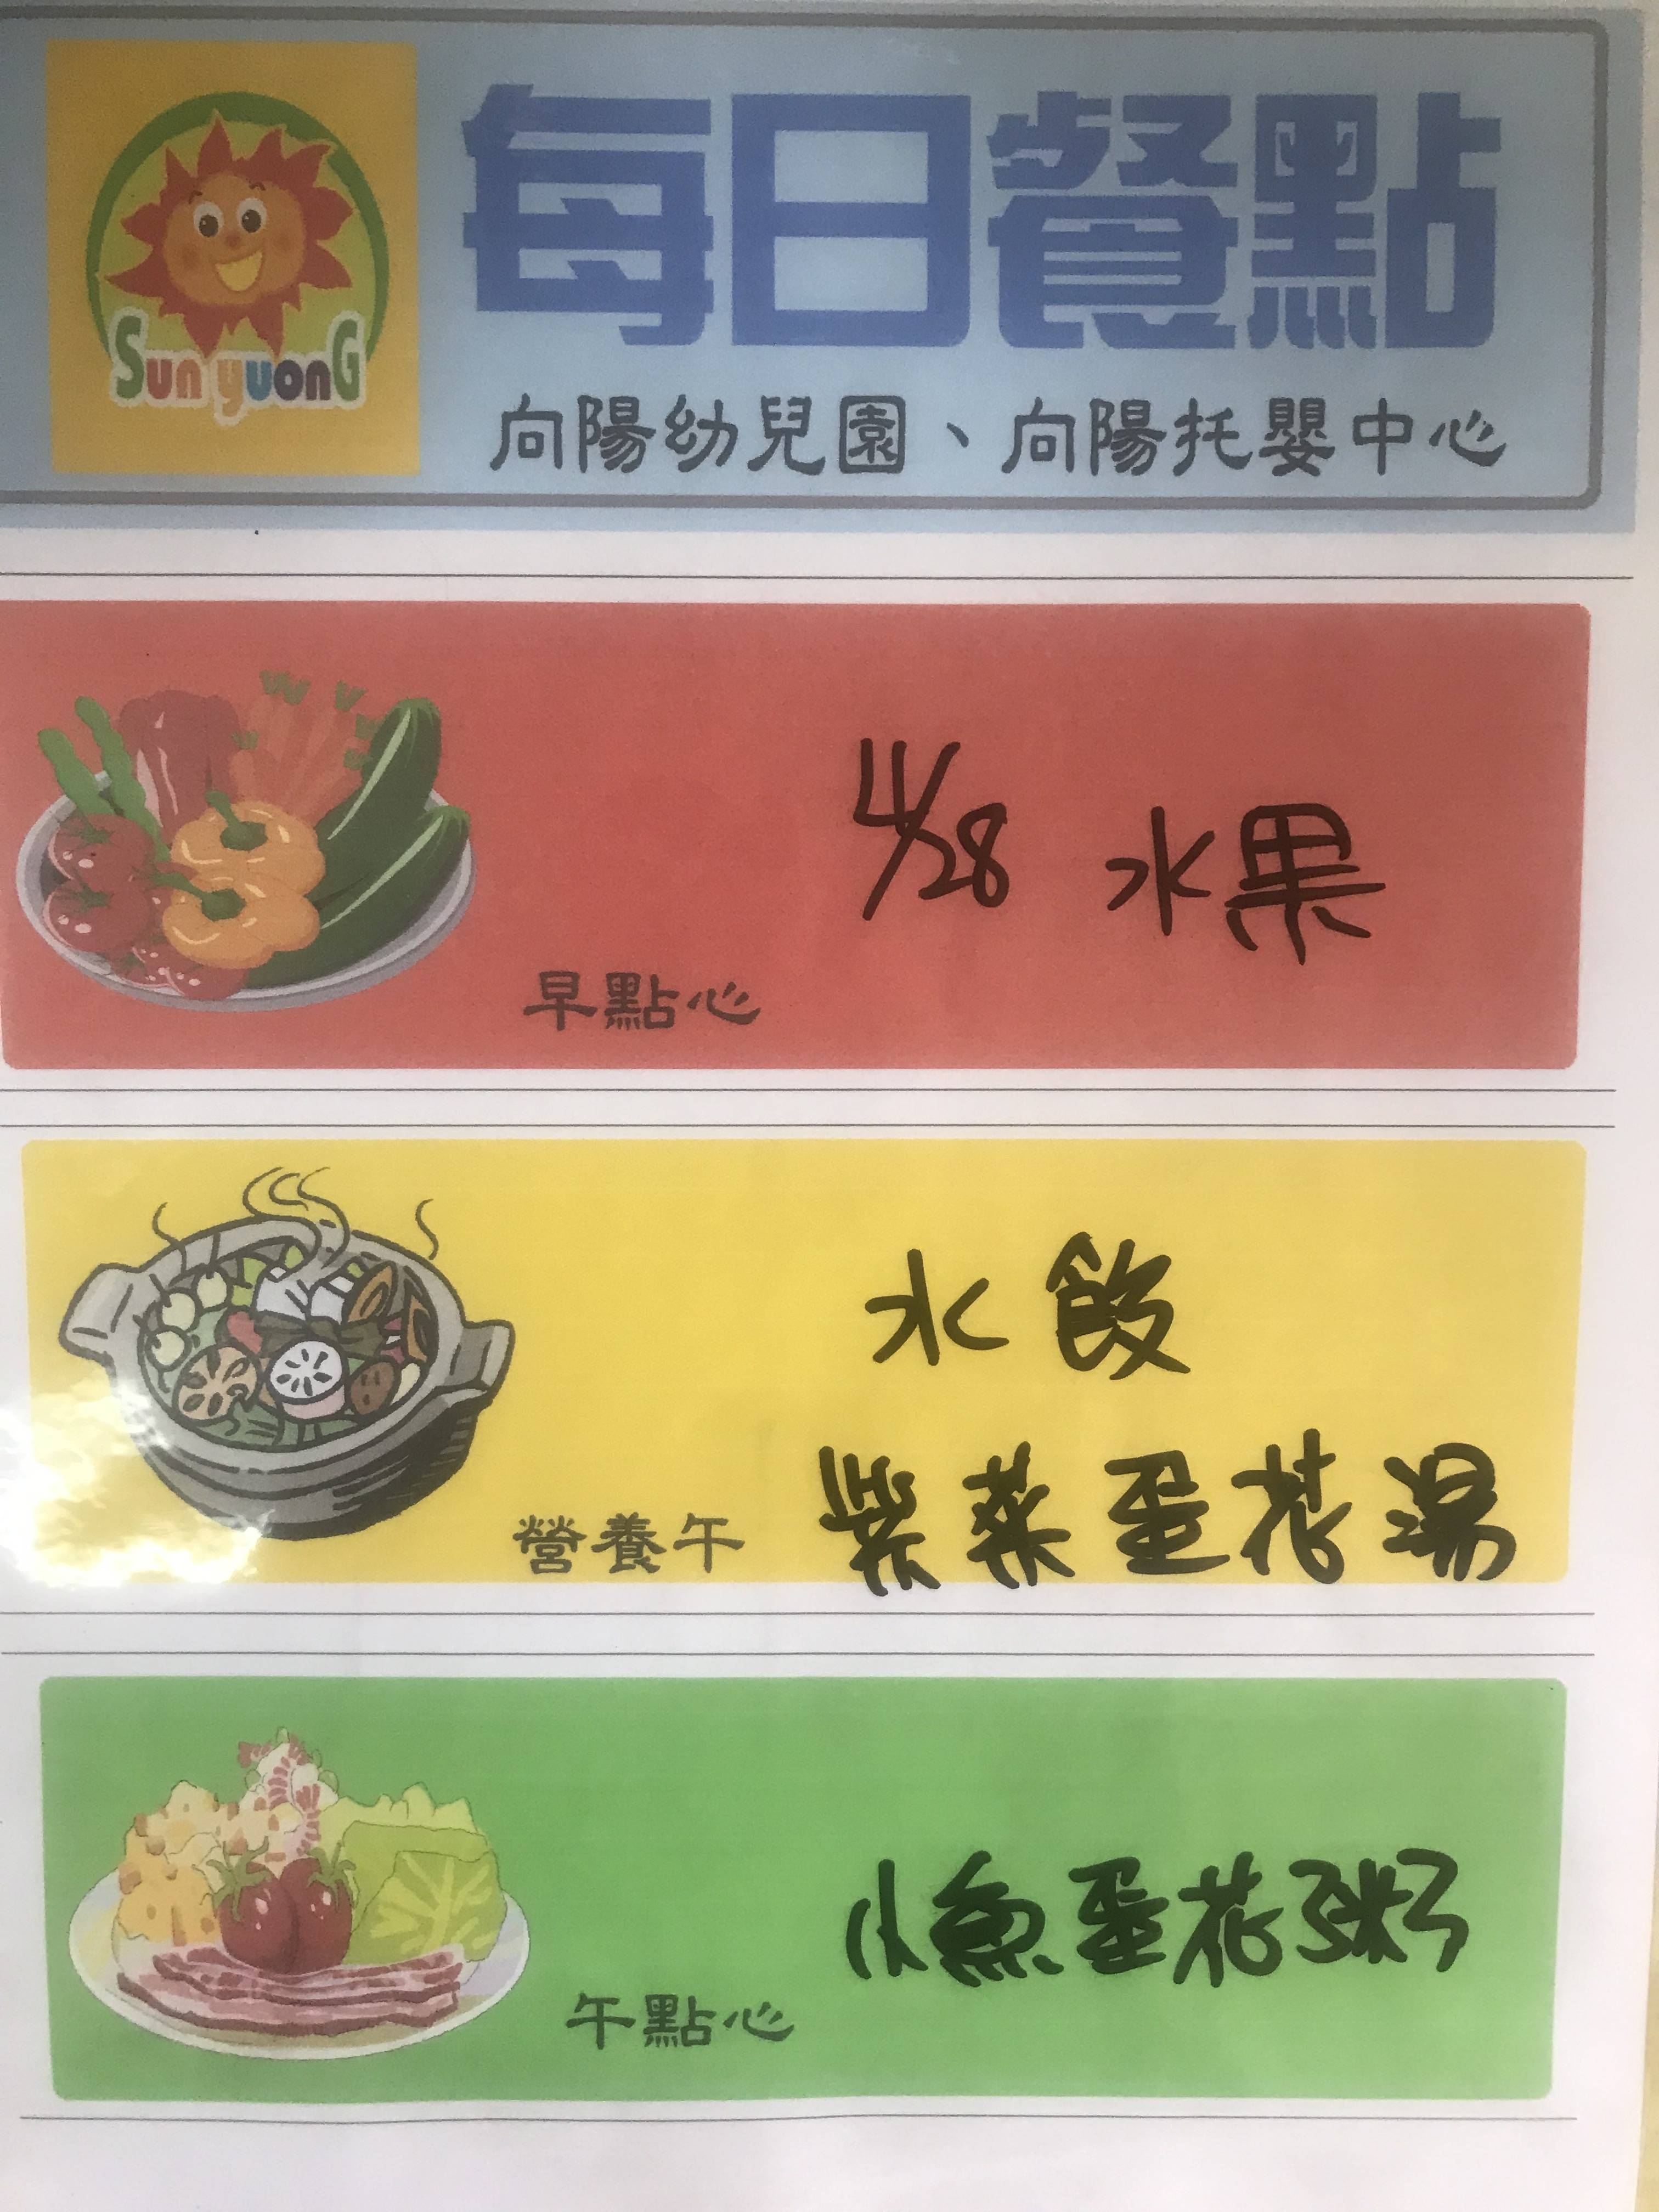 Sun yuonG
每日餐點
向陽幼兒園、向陽托嬰中心
4/28 水果
早點心
水餃
紫菜蛋花湯
營養午
小魚蛋花粥
午點心